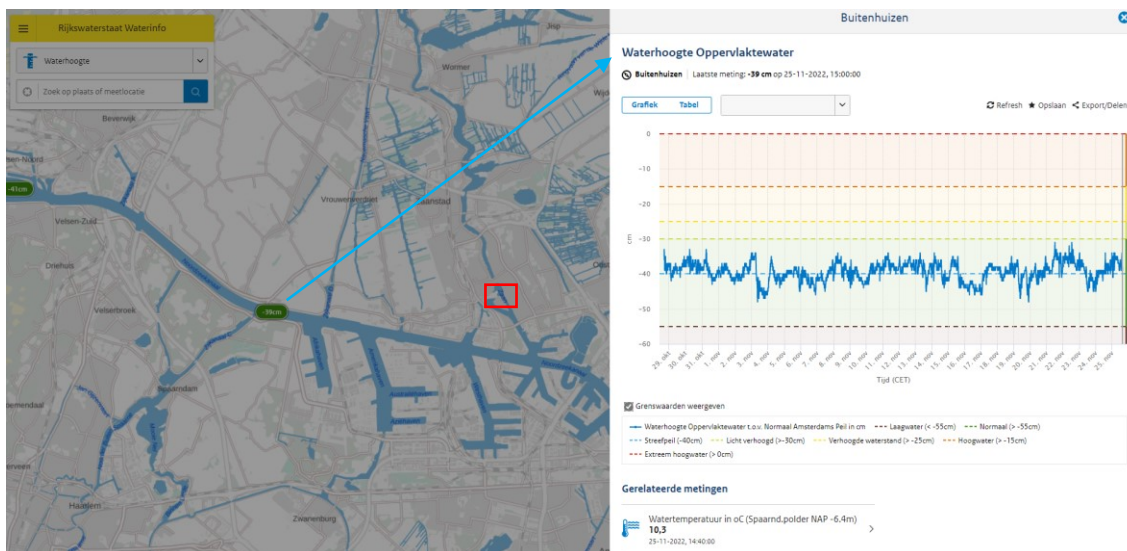 Rijkswaterstaat Waterinfo
Waterhoogte
Zoek op plaats of meetlocatie
Jisp
Wormer
Wijd
Beverwijk
-41cm
Vrouwenverdriet
Zaanstad
Velsen-Zuid
Driehuis
Velserbroek
-39cm
Spaarndam
Haarlem
Zwanenburg
Buitenhuizen
Waterhoogte Oppervlaktewater
Buitenhuizen | Laatste meting: -39 cm op 25-11-2022, 15:00:00
Grafiek Tabel
Refresh Opslaan Export/Delen
0
-10
-20
-30
-40
-50
-60
cm
29. okt 30. okt 31. okt 1. nov 2. nov 3. nov 4. nov 5. nov 6. nov 7. nov 8. nov 9. nov 10. nov 11. nov 12. nov 13. nov 14. nov 15. nov 16. nov 17. nov 18. nov 19. nov 20. nov 21. nov 22. nov 23. nov 24. nov 25. nov
Tijd (CET)
Grenswaarden weergeven
Waterhoogte Oppervlaktewater t.o.v. Normaal Amsterdams Peil in cm Laagwater (< -55cm) Normaal (> -55cm)
Streefpeil (-40cm) Licht verhoogd (>-30cm) Verhoogde waterstand (> -25cm) Hoogwater (> -15cm)
Extreem hoogwater (> 0cm)
Gerelateerde metingen
Watertemperatuur in oC (Spaarnd.polder NAP -6.4m)
10,3
25-11-2022, 14:40:00